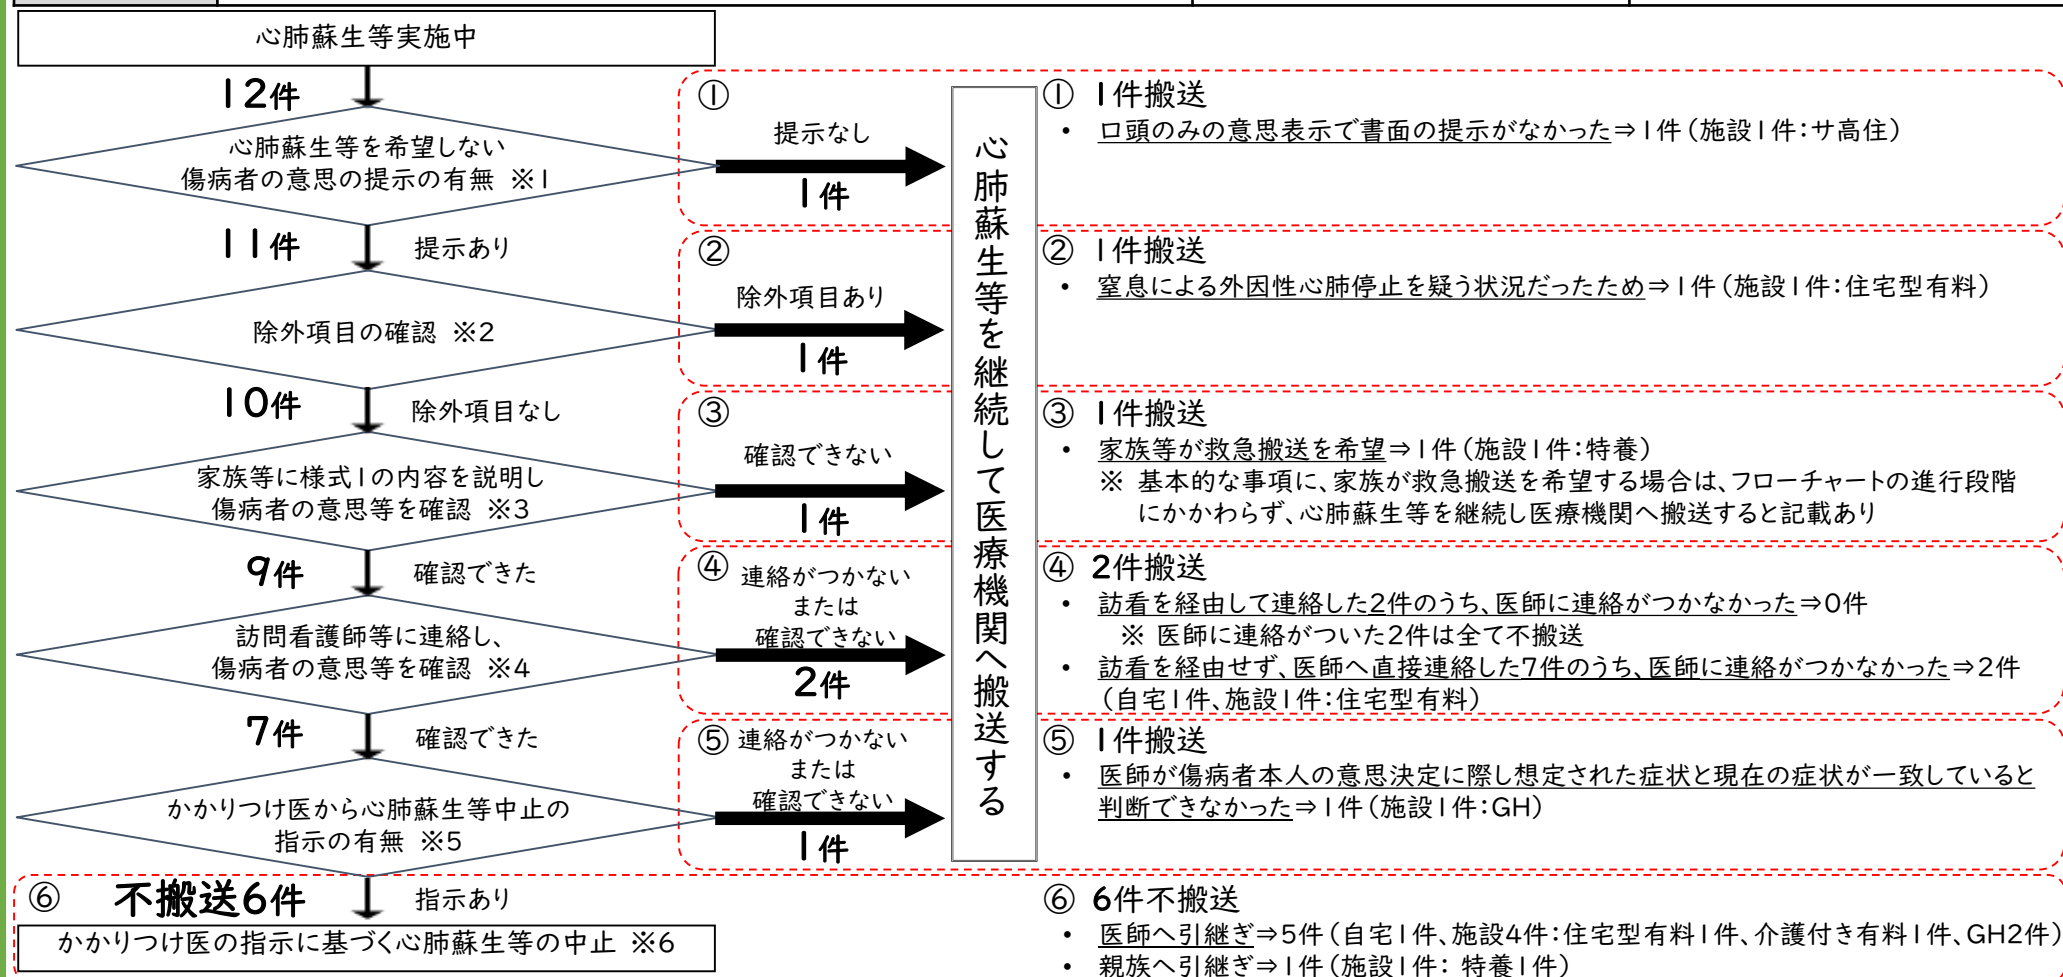 心肺蘇生等実施中
12件
心肺蘇生等を希望しない
傷病者の意思の提示の有無 ※1
①
提示なし
1件
11件
提示あり
除外項目の確認 ※2
②
除外項目あり
1件
10件
除外項目なし
家族等に様式1の内容を説明し
傷病者の意思等を確認 ※3
③
確認できない
1件
9件
確認できた
訪問看護師等に連絡し、
傷病者の意思等を確認 ※4
④
連絡がつかない
または
確認できない
2件
7件
確認できた
かかりつけ医から心肺蘇生等中止の
指示の有無 ※5
⑤
連絡がつかない
または
確認できない
1件
⑥ 不搬送6件
指示あり
かかりつけ医の指示に基づく心肺蘇生等の中止 ※6
心肺蘇生等を継続して医療機関へ搬送する
① 1件搬送
• 口頭のみの意思表示で書面の提示がなかった⇒1件(施設1件:サ高住)
② 1件搬送
• 窒息による外因性心肺停止を疑う状況だったため⇒1件(施設1件:住宅型有料)
③ 1件搬送
• 家族等が救急搬送を希望⇒1件(施設1件:特養)
※ 基本的な事項に、家族が救急搬送を希望する場合は、フローチャートの進行段階
にかかわらず、心肺蘇生等を継続し医療機関へ搬送すると記載あり
④ 2件搬送
• 訪看を経由して連絡した2件のうち、医師に連絡がつかなかった⇒0件
※ 医師に連絡がついた2件は全て不搬送
• 訪看を経由せず、医師へ直接連絡した7件のうち、医師に連絡がつかなかった⇒2件
(自宅1件、施設1件:住宅型有料)
⑤ 1件搬送
• 医師が傷病者本人の意思決定に際し想定された症状と現在の症状が一致していると
判断できなかった⇒1件(施設1件:GH)
⑥ 6件不搬送
• 医師へ引継ぎ⇒5件(自宅1件、施設4件:住宅型有料1件、介護付き有料1件、GH2件)
• 親族へ引継ぎ⇒1件(施設1件: 特養1件)